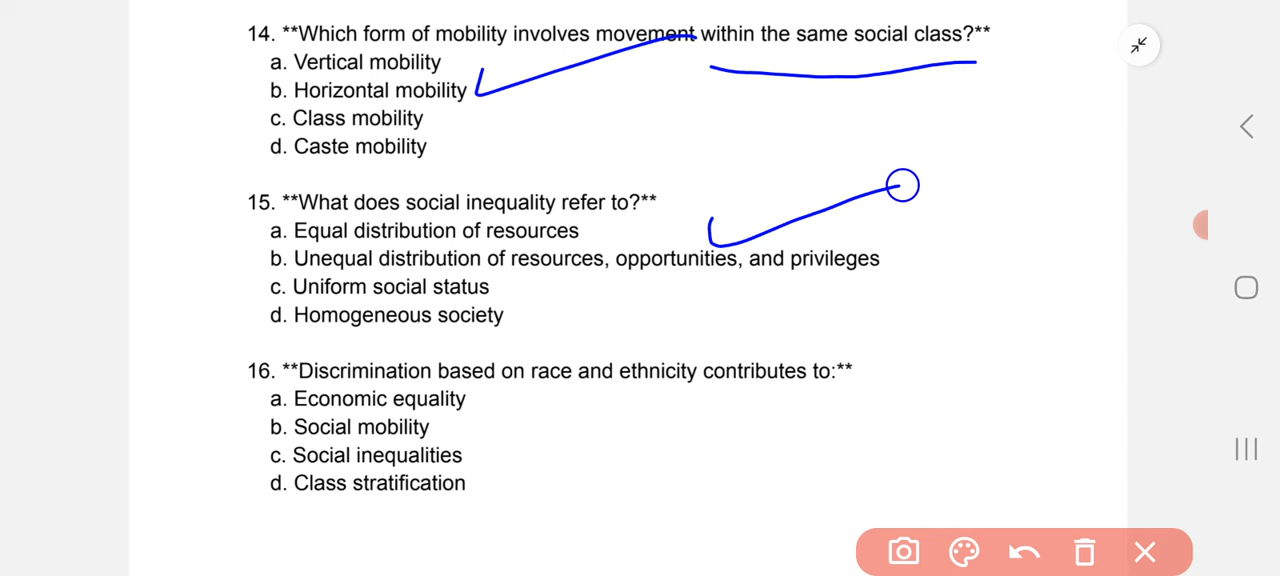 14. **Which form of mobility involves movement within the same social class?**
a. Vertical mobility
b. Horizontal mobility
c. Class mobility
d. Caste mobility
15. **What does social inequality refer to?**
a. Equal distribution of resources
b. Unequal distribution of resources, opportunities, and privileges
c. Uniform social status
d. Homogeneous society
16. **Discrimination based on race and ethnicity contributes to:**
a. Economic equality
b. Social mobility
c. Social inequalities
d. Class stratification